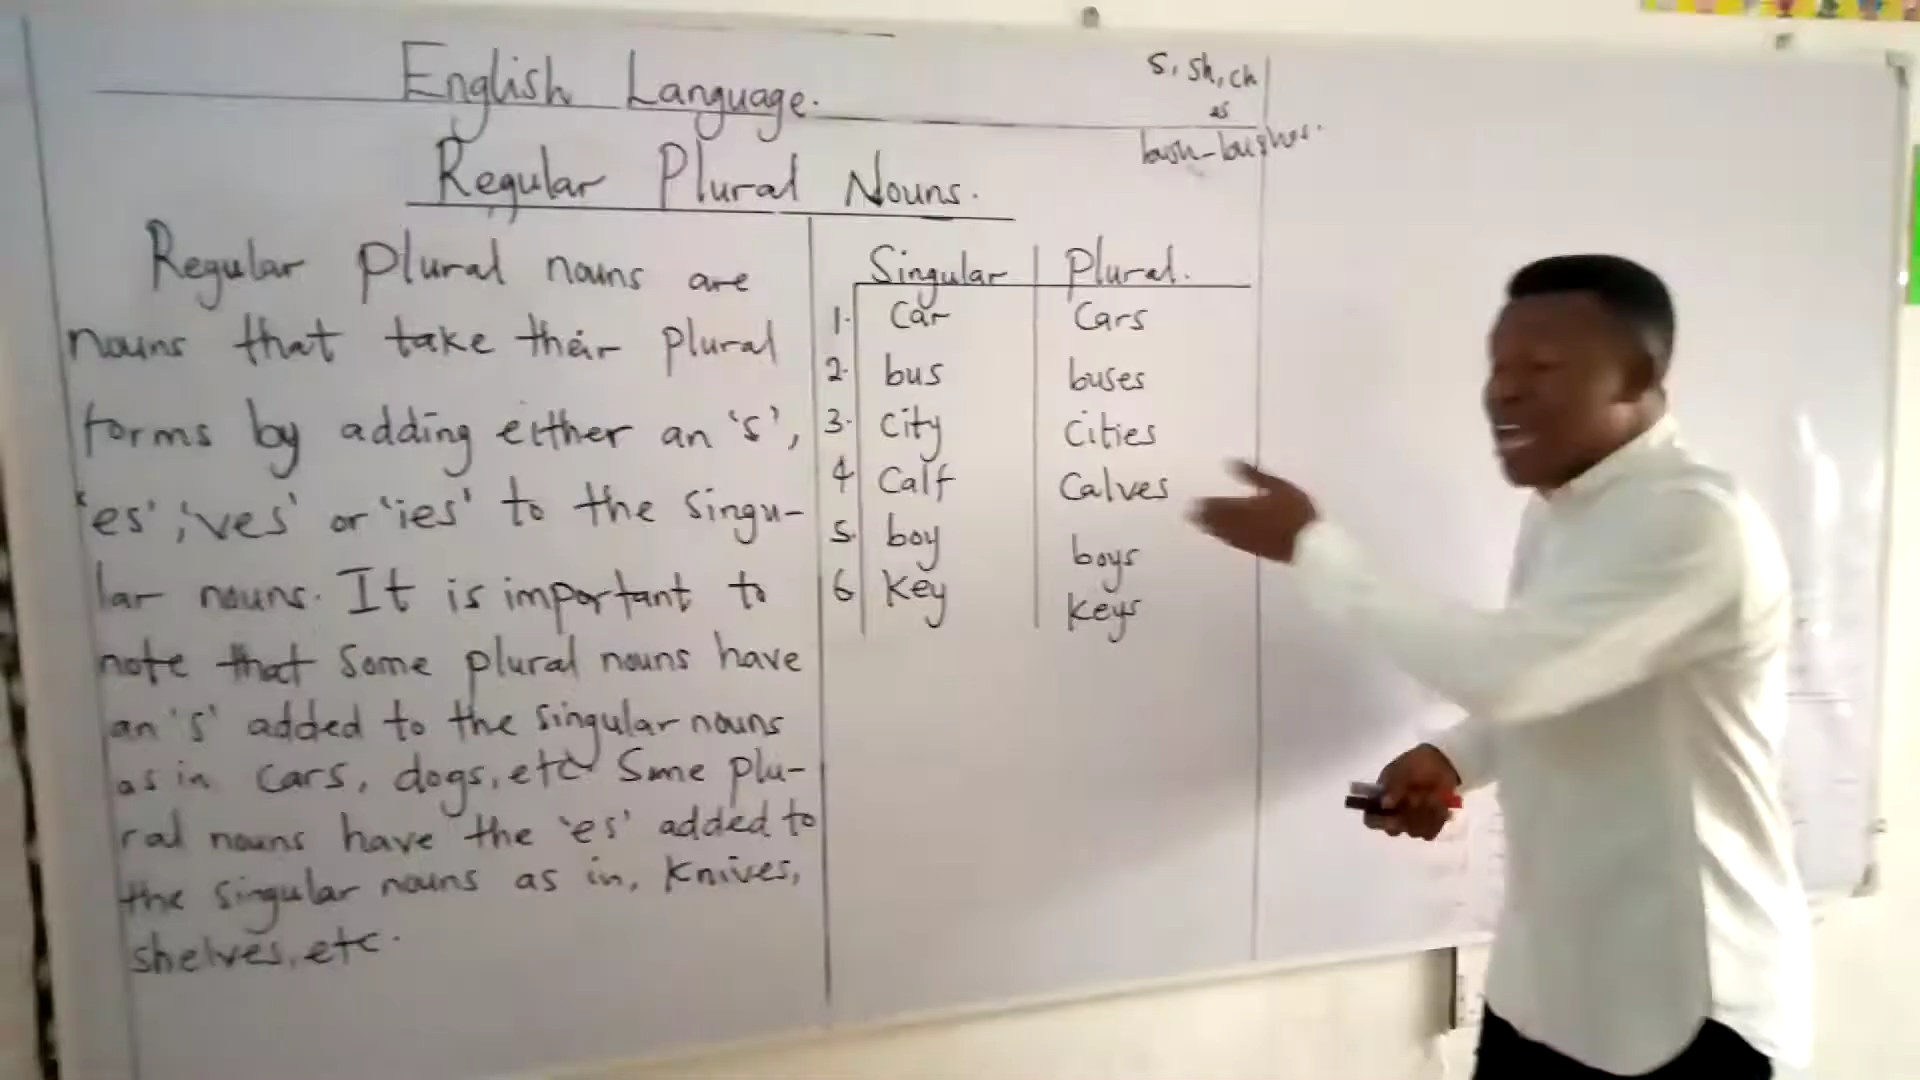 English Language.
s, sh, ch
es
bush-bushes.
Regular Plural Nouns.
Regular plural nouns are
nouns that take their plural
forms by adding either an 's',
'es', 'ves' or 'ies' to the singu-
lar nouns. It is important to
note that some plural nouns have
an 's' added to the singular nouns
as in cars, dogs, etc. Some plu-
ral nouns have the 'es' added to
the singular nouns as in, knives,
shelves, etc.
Singular Plural.
1. Car Cars
2. bus buses
3. City Cities
4 Calf Calves
5. boy boys
6 Key Keys